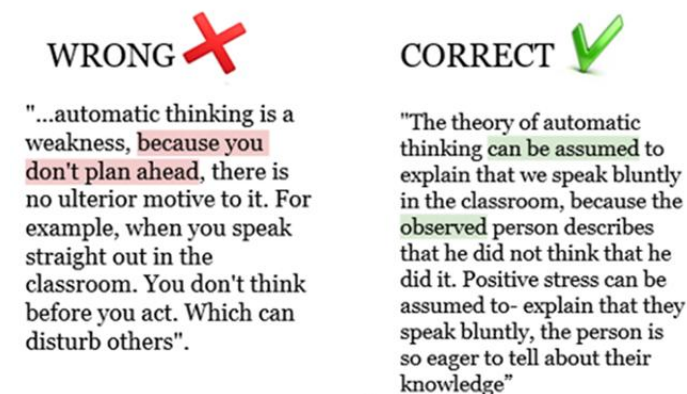 WRONG
"...automatic thinking is a
weakness, because you
don't plan ahead, there is
no ulterior motive to it. For
example, when you speak
straight out in the
classroom. You don't think
before you act. Which can
disturb others".
CORRECT
"The theory of automatic
thinking can be assumed to
explain that we speak bluntly
in the classroom, because the
observed person describes
that he did not think that he
did it. Positive stress can be
assumed to- explain that they
speak bluntly, the person is
so eager to tell about their
knowledge”